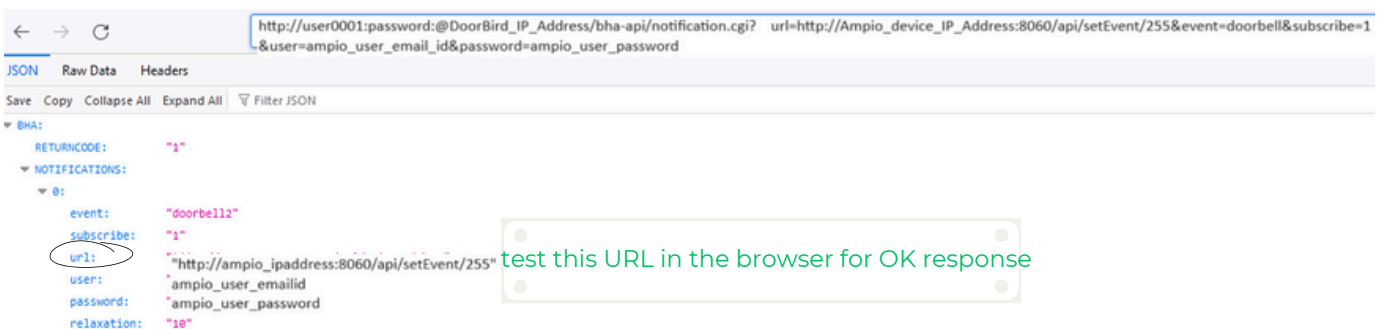 http://user0001:password:@DoorBird_IP_Address/bha-api/notification.cgi? url=http://Ampio_device_IP_Address:8060/api/setEvent/255&event=doorbell&subscribe=1
&user=ampio_user_email_id&password=ampio_user_password
JSON Raw Data Headers
Save Copy Collapse All Expand All Filter JSON
BHA:
RETURNCODE: "1"
NOTIFICATIONS:
0:
event: "doorbell2"
subscribe: "1"
url: "http://ampio_ipaddress:8060/api/setEvent/255" test this URL in the browser for OK response
user: "ampio_user_emailid
password: "ampio_user_password
relaxation: "10"